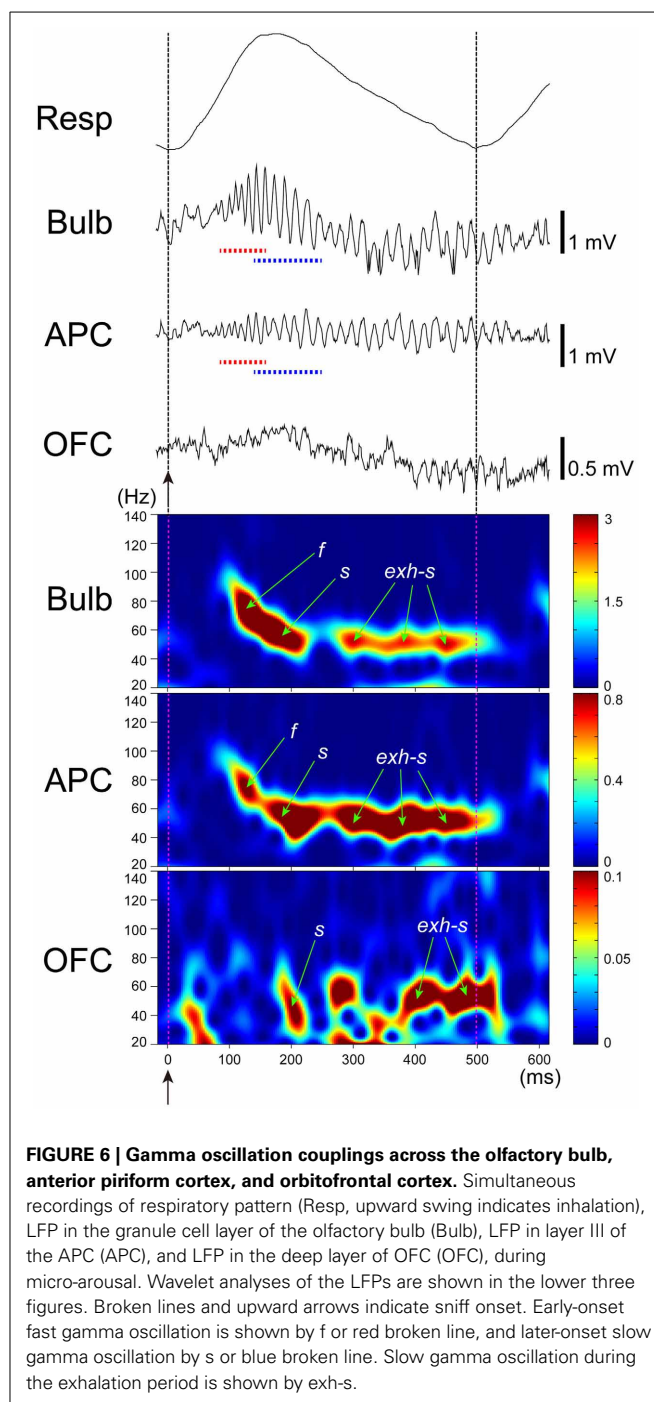 Resp
Bulb
1 mV
APC
1 mV
OFC
0.5 mV
(Hz)
140
120
100
80
60
40
20
Bulb
f
s
exh-s
3
1.5
0
140
120
100
80
60
40
20
APC
f
s
exh-s
0.8
0.4
0
140
120
100
80
60
40
20
OFC
s
exh-s
0.1
0.05
0
0 100 200 300 400 500 600
(ms)
FIGURE 6 | Gamma oscillation couplings across the olfactory bulb,
anterior piriform cortex, and orbitofrontal cortex. Simultaneous
recordings of respiratory pattern (Resp, upward swing indicates inhalation),
LFP in the granule cell layer of the olfactory bulb (Bulb), LFP in layer III of
the APC (APC), and LFP in the deep layer of OFC (OFC), during
micro-arousal. Wavelet analyses of the LFPs are shown in the lower three
figures. Broken lines and upward arrows indicate sniff onset. Early-onset
fast gamma oscillation is shown by f or red broken line, and later-onset slow
gamma oscillation by s or blue broken line. Slow gamma oscillation during
the exhalation period is shown by exh-s.